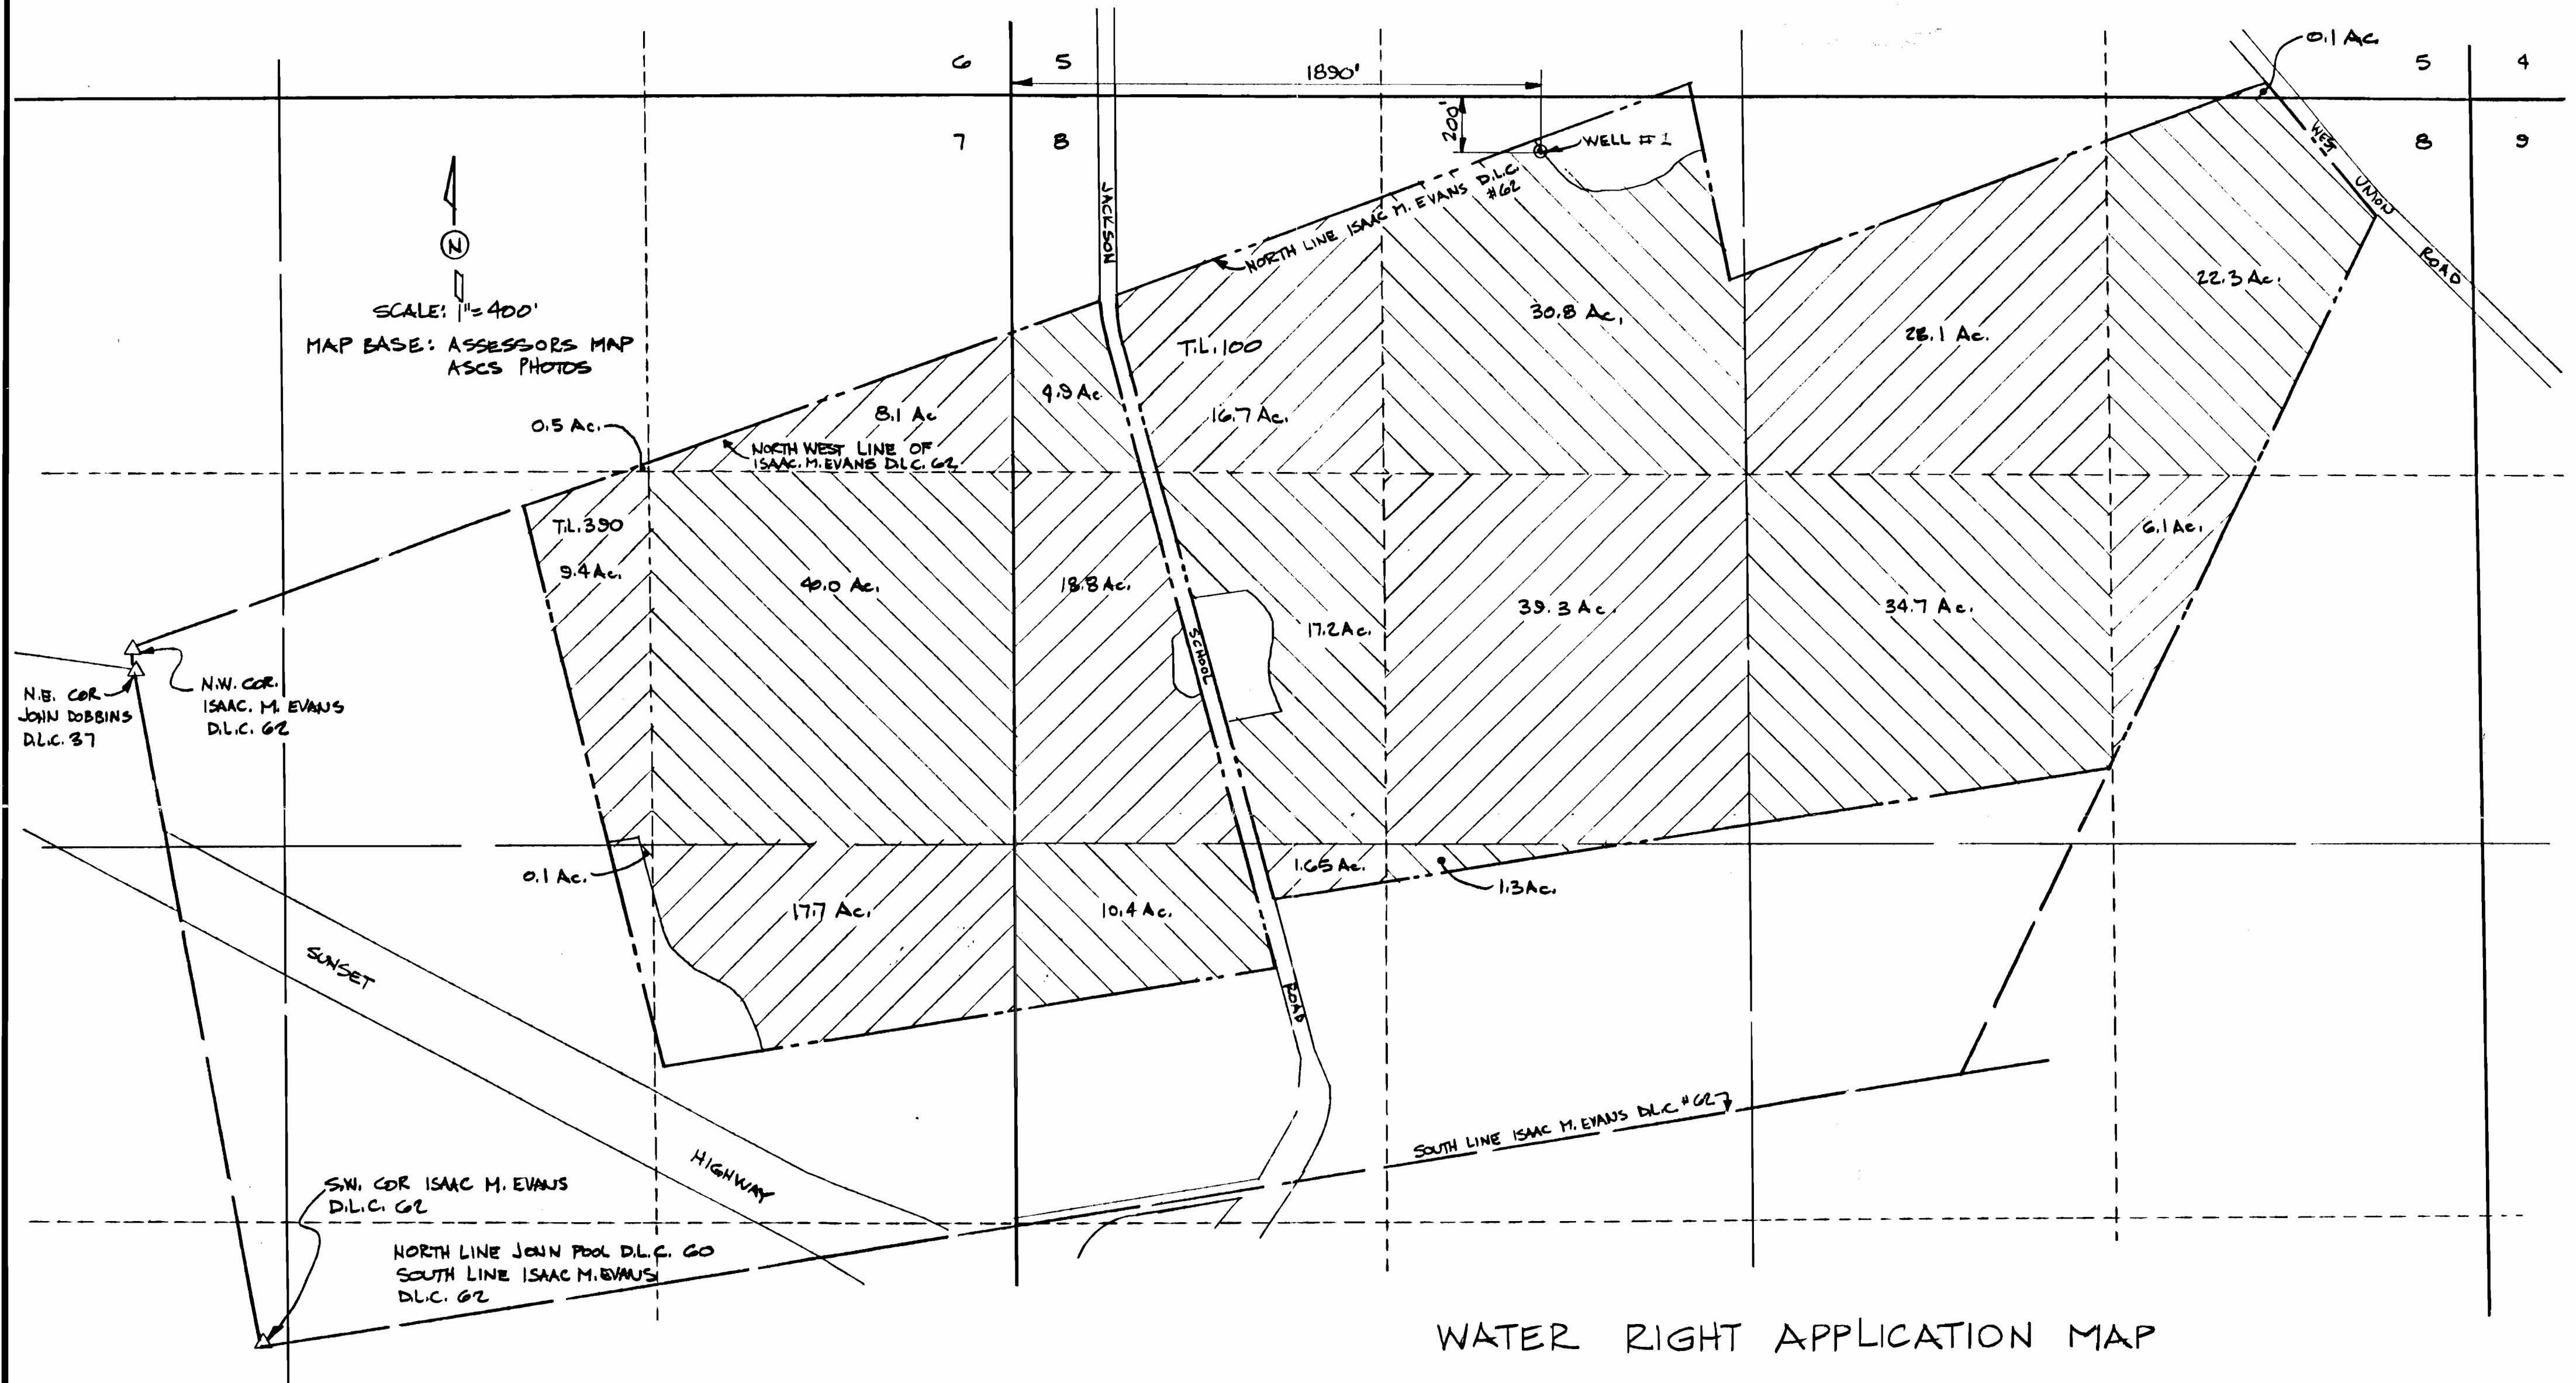 0.1 Ac.
6 5
1890'
5 4
200'
7 8
WELL # 1
8 9
WEST
UNION
ROAD
JACKSON
N
SCALE: 1"=400'
MAP BASE: ASSESSORS MAP
ASCS PHOTOS
NORTH LINE ISAAC M. EVANS D.L.C.
#62
22.3 Ac.
30.8 Ac.
28.1 Ac.
T.L. 100
4.9 Ac
8.1 Ac
16.7 Ac.
0.5 Ac.
NORTH WEST LINE OF
ISAAC. M. EVANS D.L.C. 62
T.L. 390
9.4 Ac.
40.0 Ac.
18.8 Ac.
6.1 Ac.
39.3 Ac.
34.7 Ac.
17.2 Ac.
SCHOOL
N.E. COR
JOHN DOBBINS
D.L.C. 37
N.W. COR.
ISAAC. M. EVANS
D.L.C. 62
0.1 Ac.
1.65 Ac.
1.3 Ac.
17.7 Ac.
10.4 Ac.
SUNSET
ROAD
SOUTH LINE ISAAC M. EVANS D.L.C. #62
HIGHWAY
S.W. COR ISAAC M. EVANS
D.L.C. 62
NORTH LINE JOHN POOL D.L.C. 60
SOUTH LINE ISAAC M. EVANS
D.L.C. 62
WATER RIGHT APPLICATION MAP